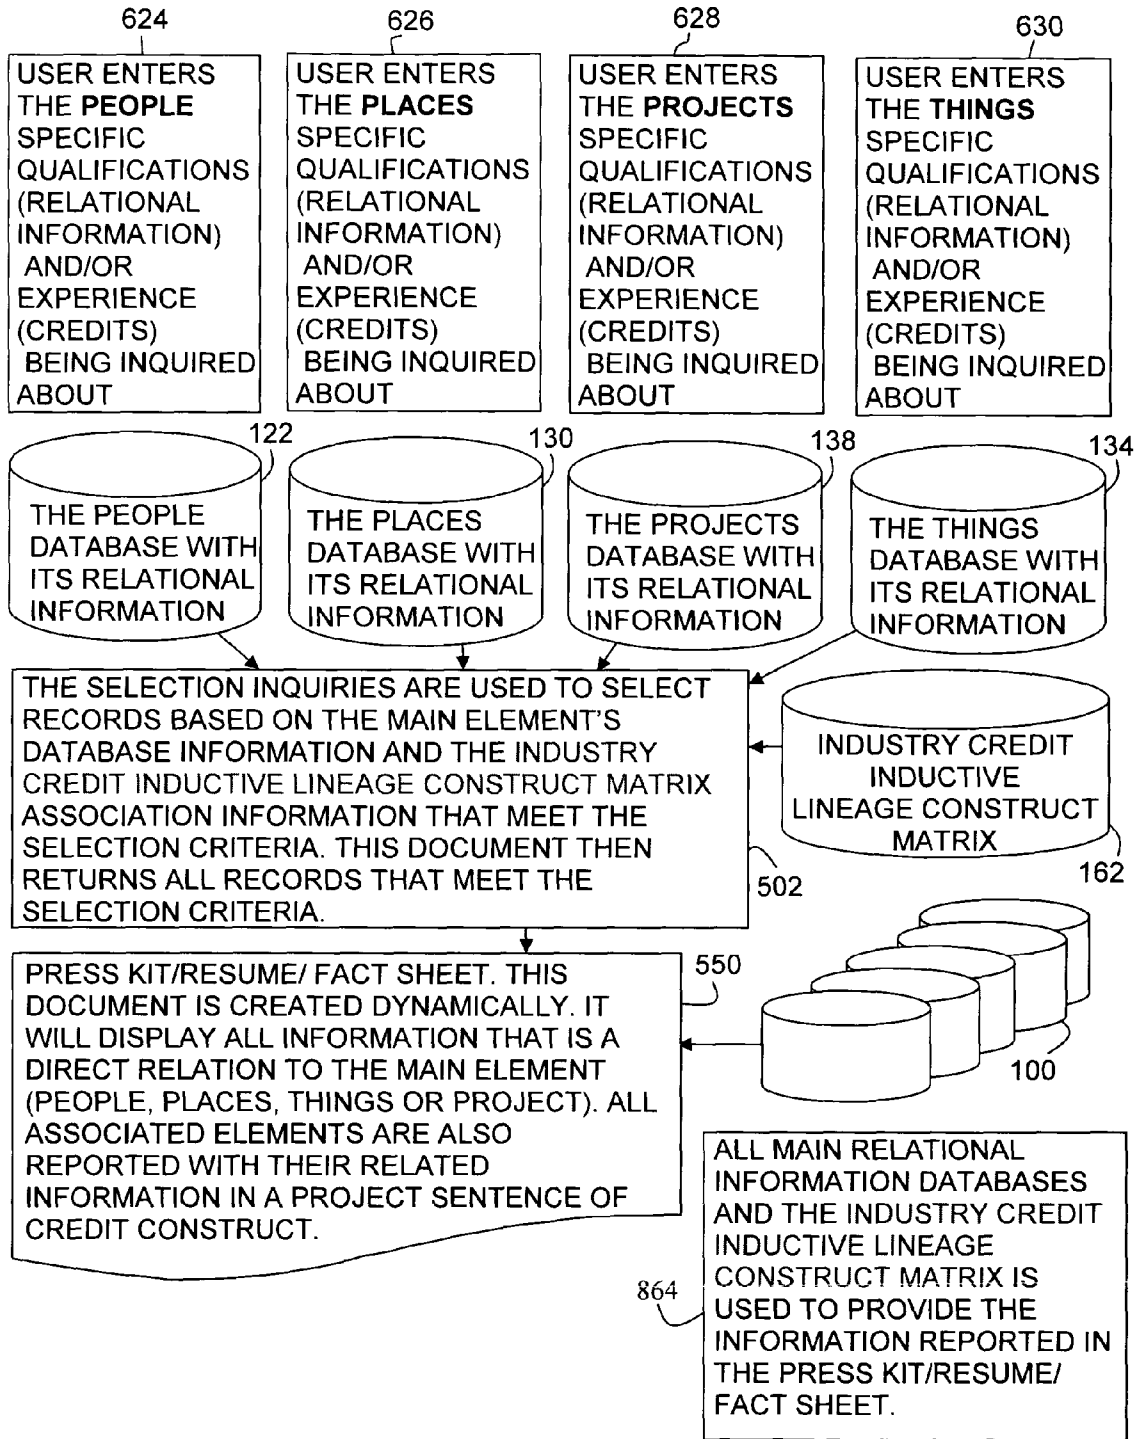 624
626
628
630
USER ENTERS
THE PEOPLE
SPECIFIC
QUALIFICATIONS
(RELATIONAL
INFORMATION)
AND/OR
EXPERIENCE
(CREDITS)
BEING INQUIRED
ABOUT
USER ENTERS
THE PLACES
SPECIFIC
QUALIFICATIONS
(RELATIONAL
INFORMATION)
AND/OR
EXPERIENCE
(CREDITS)
BEING INQUIRED
ABOUT
USER ENTERS
THE PROJECTS
SPECIFIC
QUALIFICATIONS
(RELATIONAL
INFORMATION)
AND/OR
EXPERIENCE
(CREDITS)
BEING INQUIRED
ABOUT
USER ENTERS
THE THINGS
SPECIFIC
QUALIFICATIONS
(RELATIONAL
INFORMATION)
AND/OR
EXPERIENCE
(CREDITS)
BEING INQUIRED
ABOUT
122
130
138
134
THE PEOPLE
DATABASE WITH
ITS RELATIONAL
INFORMATION
THE PLACES
DATABASE WITH
ITS RELATIONAL
INFORMATION
THE PROJECTS
DATABASE WITH
ITS RELATIONAL
INFORMATION
THE THINGS
DATABASE WITH
ITS RELATIONAL
INFORMATION
THE SELECTION INQUIRIES ARE USED TO SELECT
RECORDS BASED ON THE MAIN ELEMENT'S
DATABASE INFORMATION AND THE INDUSTRY
CREDIT INDUCTIVE LINEAGE CONSTRUCT MATRIX
ASSOCIATION INFORMATION THAT MEET THE
SELECTION CRITERIA. THIS DOCUMENT THEN
RETURNS ALL RECORDS THAT MEET THE
SELECTION CRITERIA.
502
INDUSTRY CREDIT
INDUCTIVE
LINEAGE CONSTRUCT
MATRIX
162
PRESS KIT/RESUME/ FACT SHEET. THIS
DOCUMENT IS CREATED DYNAMICALLY. IT
WILL DISPLAY ALL INFORMATION THAT IS A
DIRECT RELATION TO THE MAIN ELEMENT
(PEOPLE, PLACES, THINGS OR PROJECT). ALL
ASSOCIATED ELEMENTS ARE ALSO
REPORTED WITH THEIR RELATED
INFORMATION IN A PROJECT SENTENCE OF
CREDIT CONSTRUCT.
550
100
ALL MAIN RELATIONAL
INFORMATION DATABASES
AND THE INDUSTRY CREDIT
INDUCTIVE LINEAGE
CONSTRUCT MATRIX IS
USED TO PROVIDE THE
INFORMATION REPORTED IN
THE PRESS KIT/RESUME/
FACT SHEET.
864